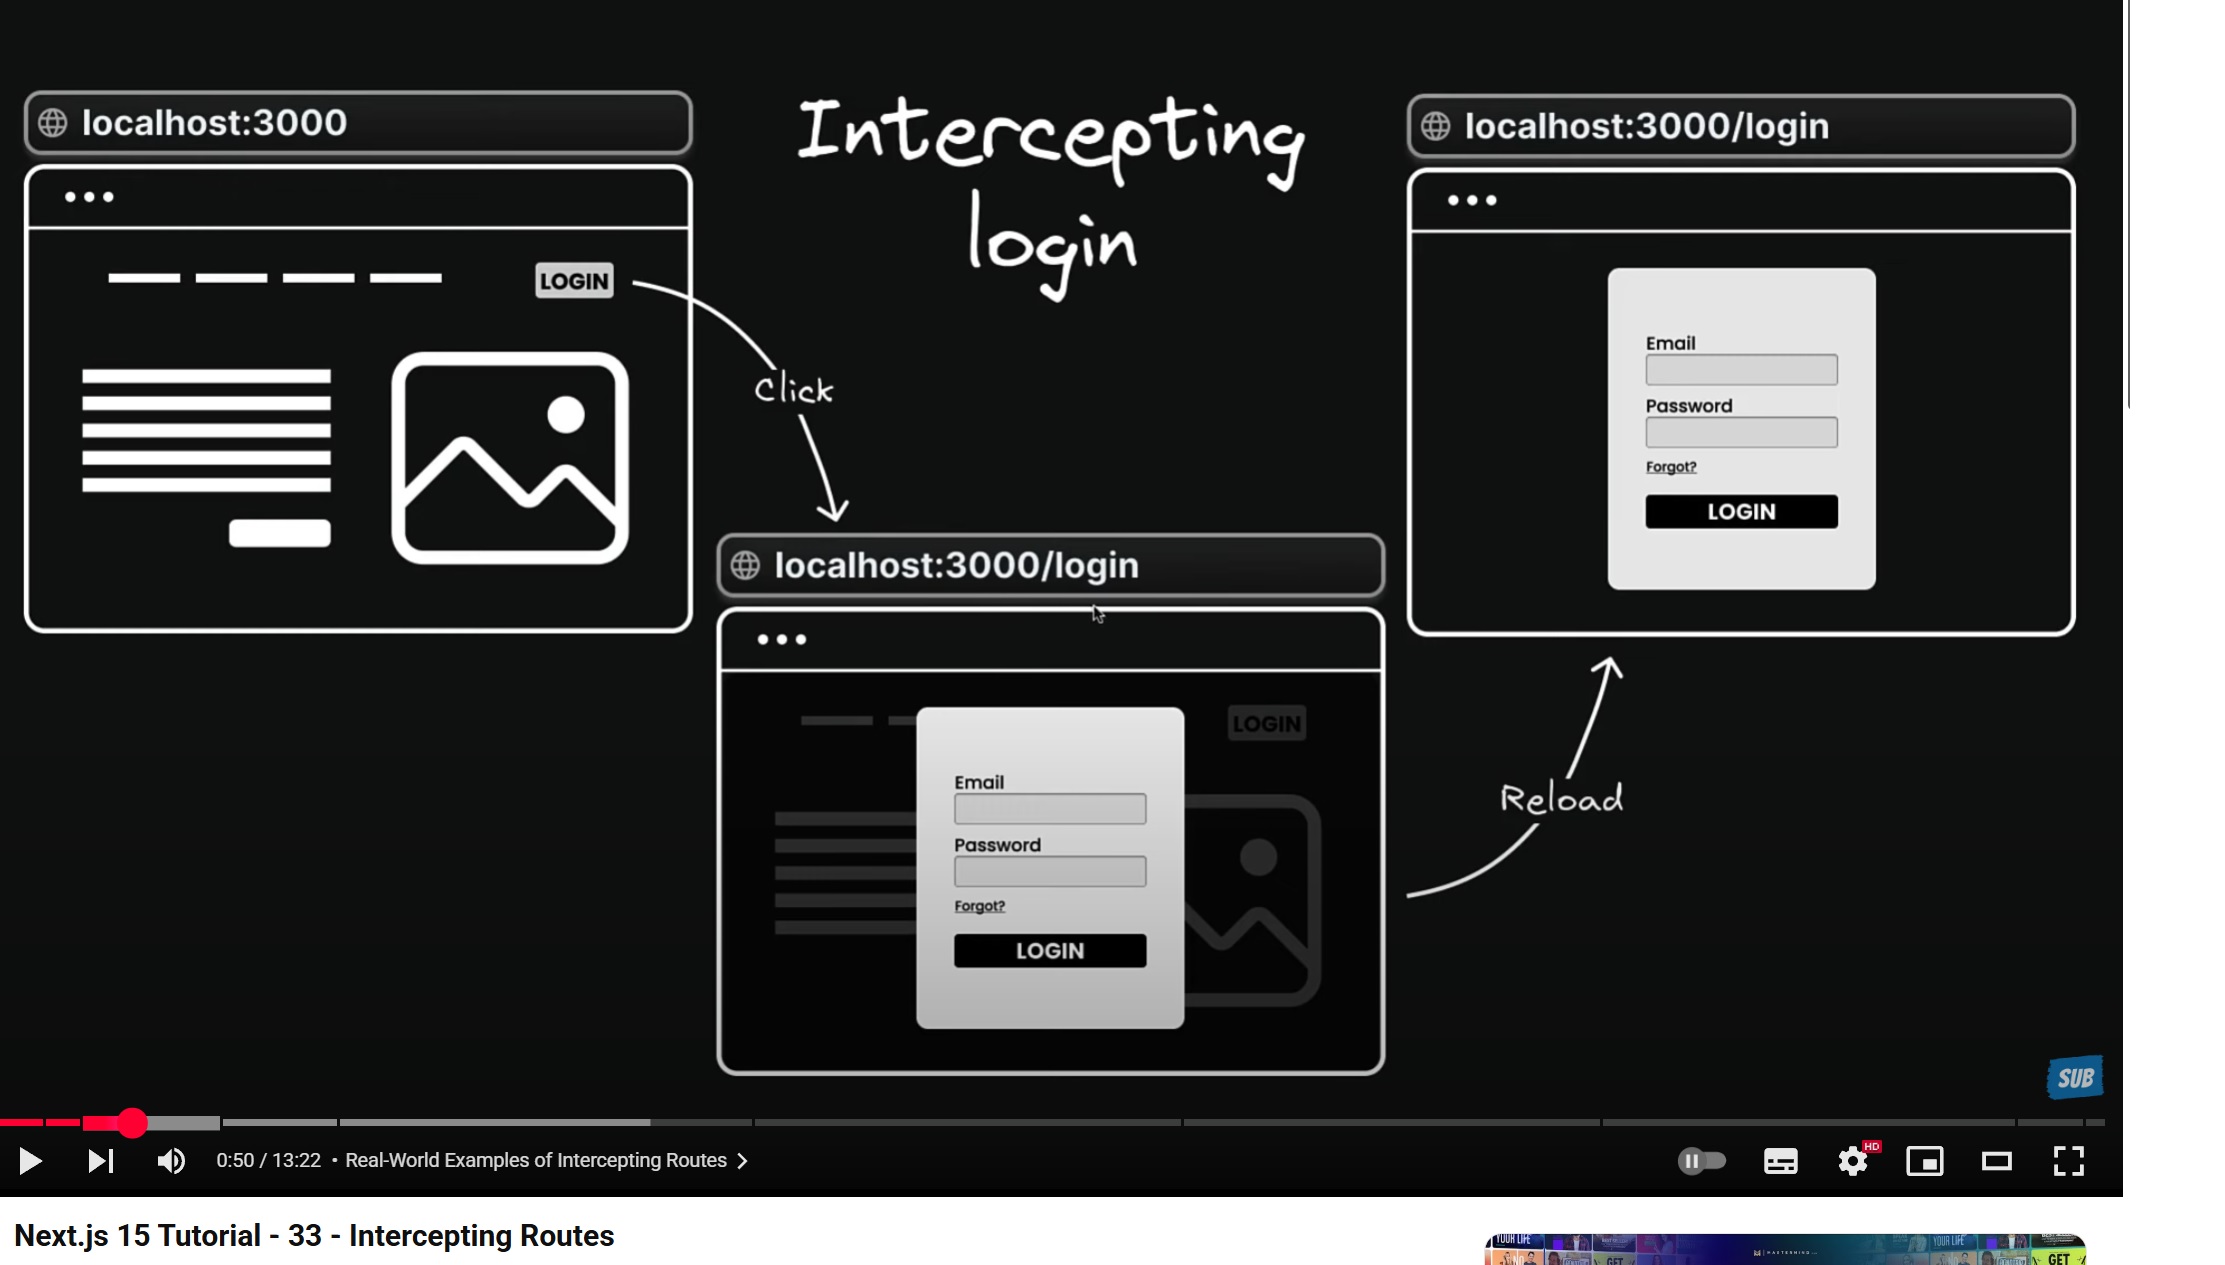 localhost:3000
LOGIN
Intercepting
login
Click
localhost:3000/login
LOGIN
Email
Password
Forgot?
LOGIN
Reload
localhost:3000/login
Email
Password
Forgot?
LOGIN
SUB
0:50 / 13:22 • Real-World Examples of Intercepting Routes
HD
Next.js 15 Tutorial - 33 - Intercepting Routes
YOUR LIFE
MASTERMIND
YOUR LIFE
GET
GET